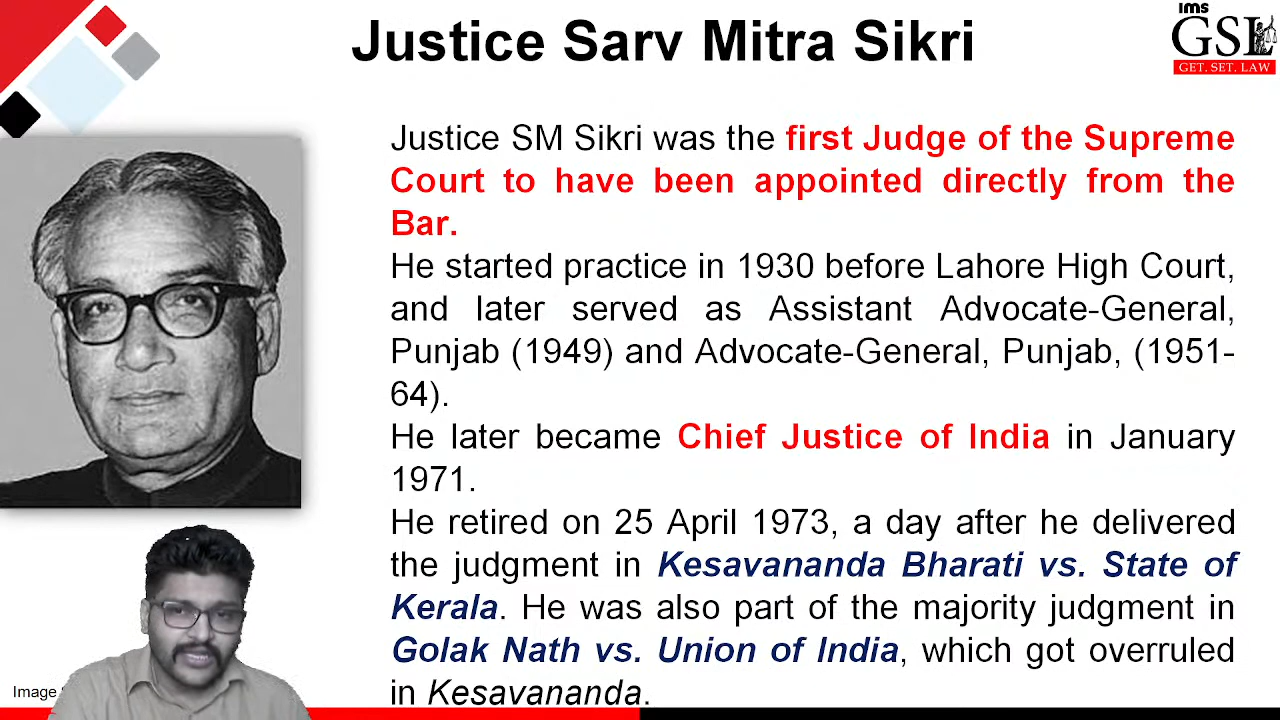 Justice Sarv Mitra Sikri
ims
GSL
GET. SET. LAW
Justice SM Sikri was the first Judge of the Supreme
Court to have been appointed directly from the
Bar.
He started practice in 1930 before Lahore High Court,
and later served as Assistant Advocate-General,
Punjab (1949) and Advocate-General, Punjab, (1951-
64).
He later became Chief Justice of India in January
1971.
He retired on 25 April 1973, a day after he delivered
the judgment in Kesavananda Bharati vs. State of
Kerala. He was also part of the majority judgment in
Golak Nath vs. Union of India, which got overruled
in Kesavananda.
Image